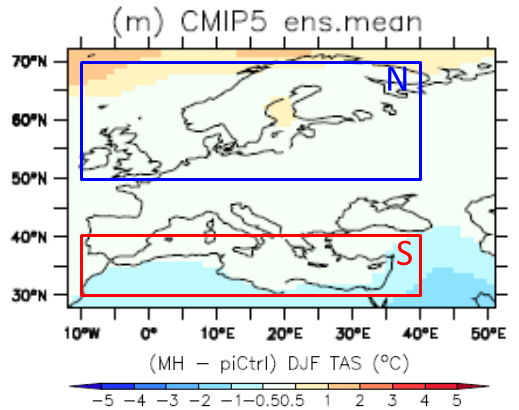 (m) CMIP5 ens.mean
70°N
N
60°N
50°N
40°N
S
30°N
10°W 0° 10°E 20°E 30°E 40°E 50°E
(MH − piCtrl) DJF TAS (°C)
−5 −4 −3 −2 −1 −0.5 0.5 1 2 3 4 5